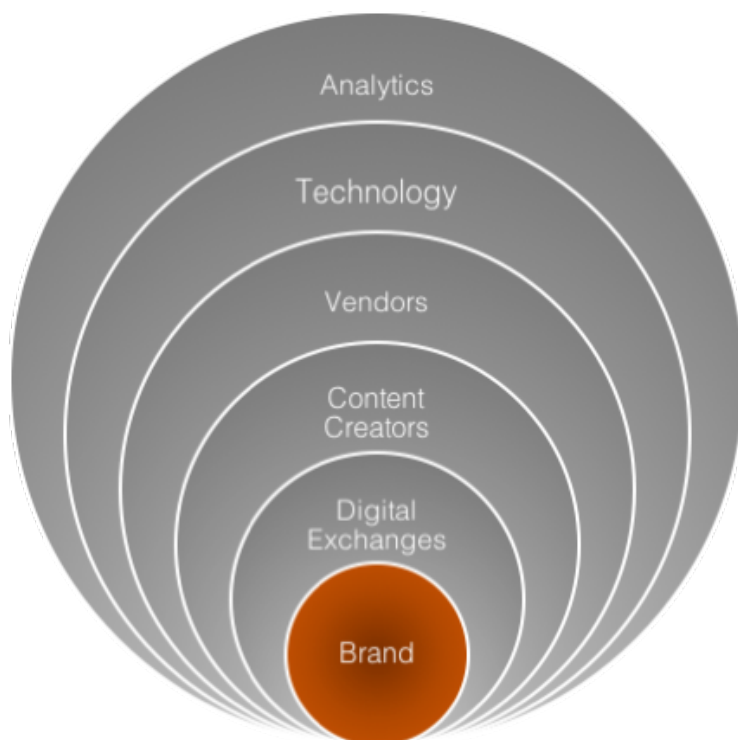 Analytics
Technology
Vendors
Content
Creators
Digital
Exchanges
Brand